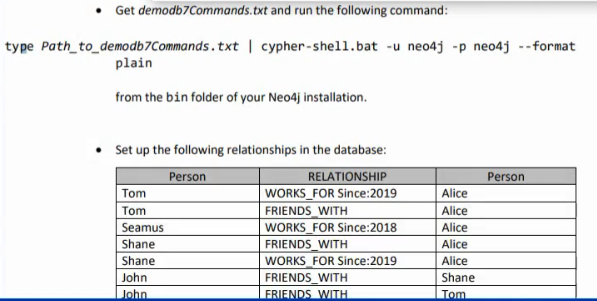 • Get demodb7Commands.txt and run the following command:
type Path_to_demodb7Commands.txt | cypher-shell.bat -u neo4j -p neo4j --format
plain
from the bin folder of your Neo4j installation.
• Set up the following relationships in the database:
Person RELATIONSHIP Person
Tom WORKS_FOR Since:2019 Alice
Tom FRIENDS_WITH Alice
Seamus WORKS_FOR Since:2018 Alice
Shane FRIENDS_WITH Alice
Shane WORKS_FOR Since:2019 Alice
John FRIENDS_WITH Shane
John FRIENDS_WITH Tom